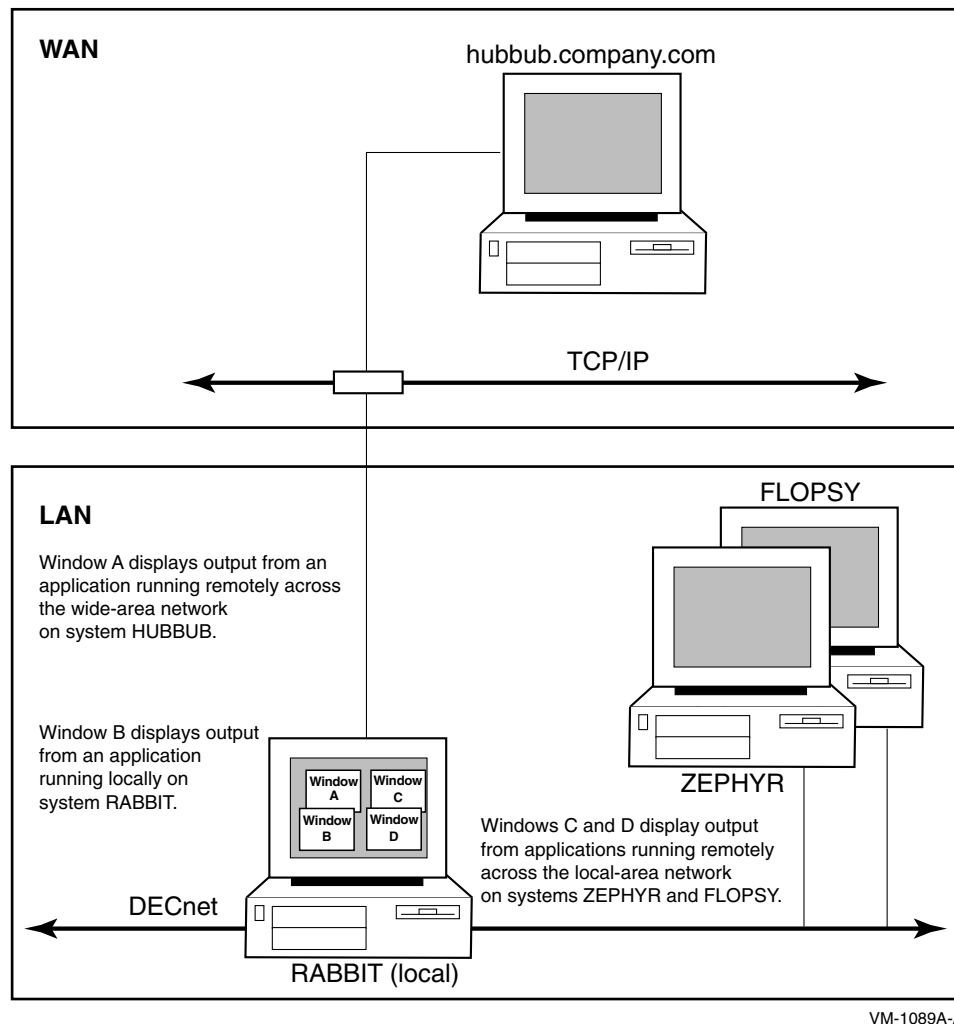 WAN
hubbub.company.com
TCP/IP
LAN
FLOPSY
Window A displays output from an
application running remotely across
the wide-area network
on system HUBBUB.
ZEPHYR
Window B displays output
from an application
running locally on
system RABBIT.
Window
A
Window
C
Window
B
Window
D
Windows C and D display output
from applications running remotely
across the local-area network
on systems ZEPHYR and FLOPSY.
DECnet
RABBIT (local)
VM-1089A-